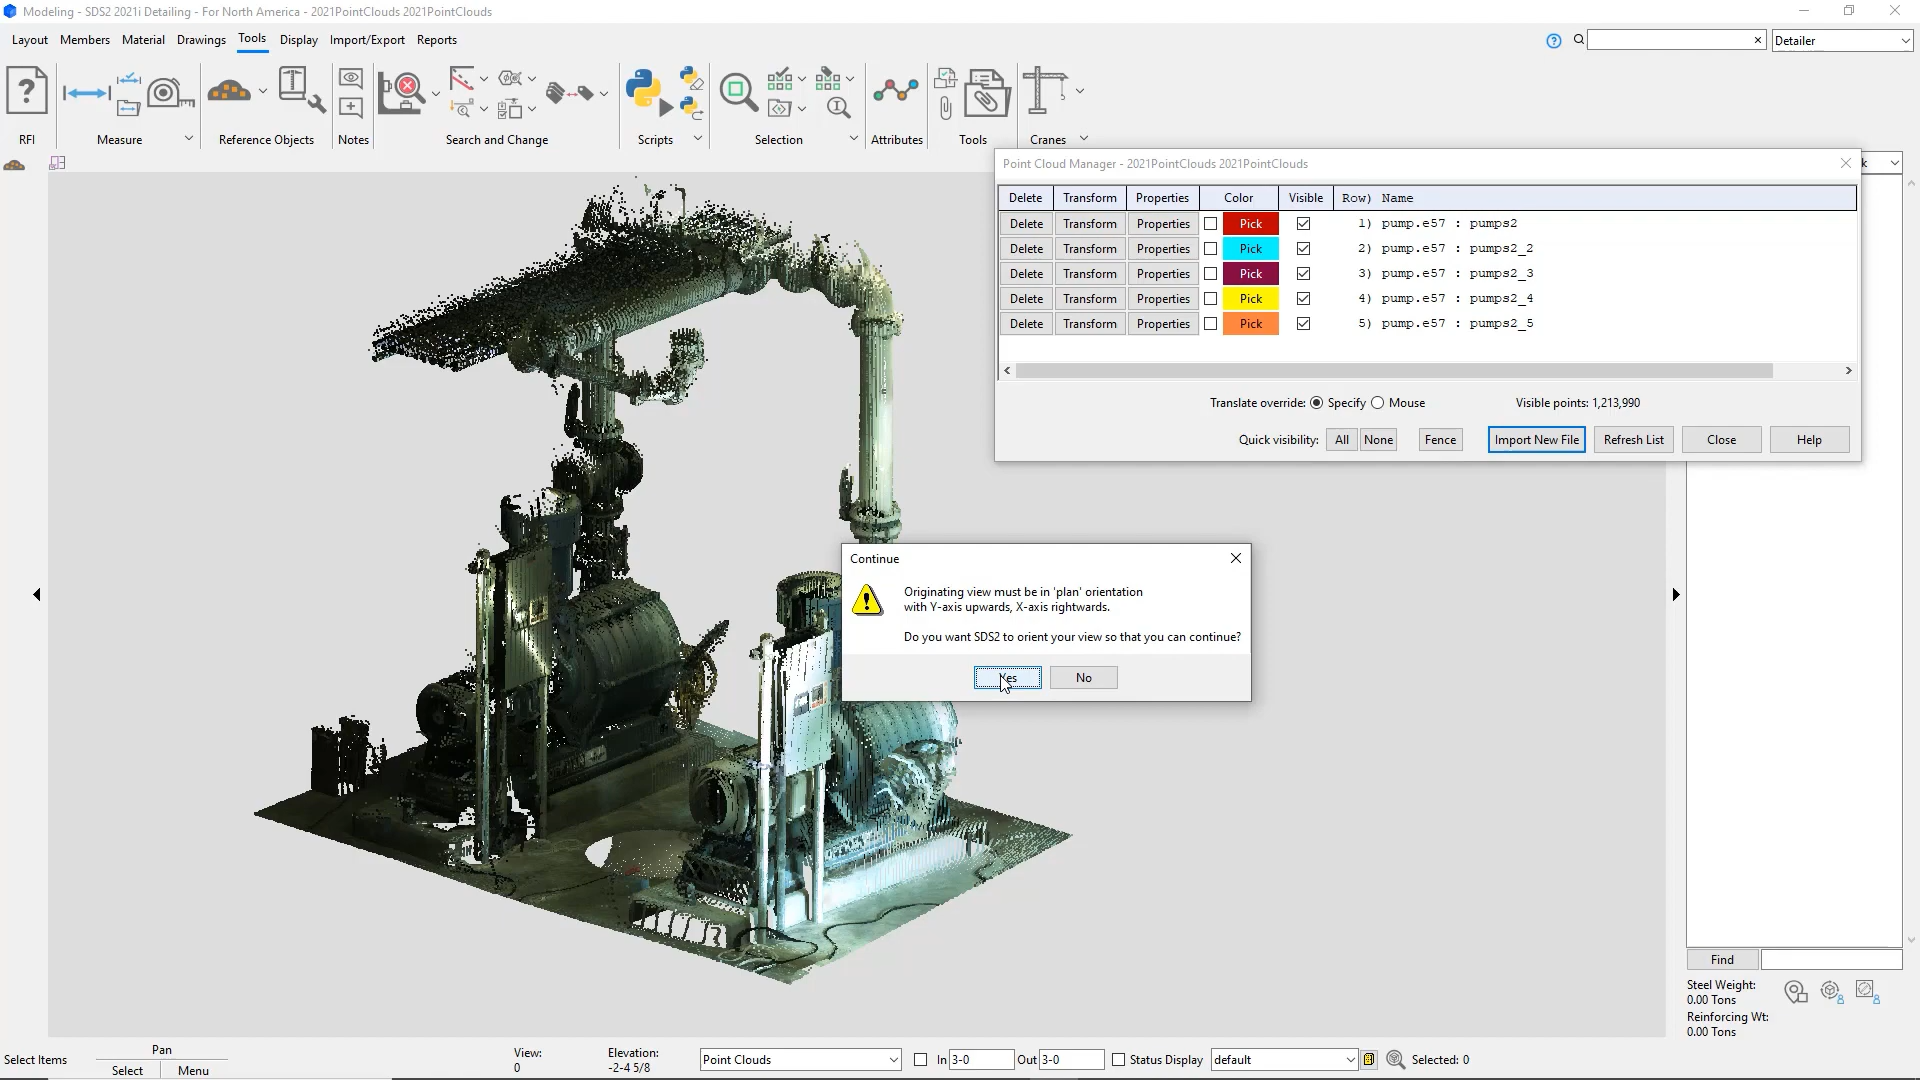 Modeling - SDS2 2021i Detailing - For North America - 2021PointClouds 2021PointClouds
Layout Members Material Drawings Tools Display Import/Export Reports
Detailer
RFI Measure Reference Objects Notes Search and Change Scripts Selection Attributes Tools Cranes
Point Cloud Manager - 2021PointClouds 2021PointClouds
Delete Transform Properties Color Visible Row) Name
Delete Transform Properties Pick 1) pump.e57 : pumps2
Delete Transform Properties Pick 2) pump.e57 : pumps2_2
Delete Transform Properties Pick 3) pump.e57 : pumps2_3
Delete Transform Properties Pick 4) pump.e57 : pumps2_4
Delete Transform Properties Pick 5) pump.e57 : pumps2_5
Translate override: Specify Mouse Visible points: 1,213,990
Quick visibility: All None Fence Import New File Refresh List Close Help
Continue
Originating view must be in 'plan' orientation
with Y-axis upwards, X-axis rightwards.
Do you want SDS2 to orient your view so that you can continue?
Yes No
Find
Steel Weight:
0.00 Tons
Reinforcing Wt:
0.00 Tons
Select Items
Pan
Select Menu
View:
0
Elevation:
-2-4 5/8
Point Clouds In 3-0 Out 3-0 Status Display default Selected: 0